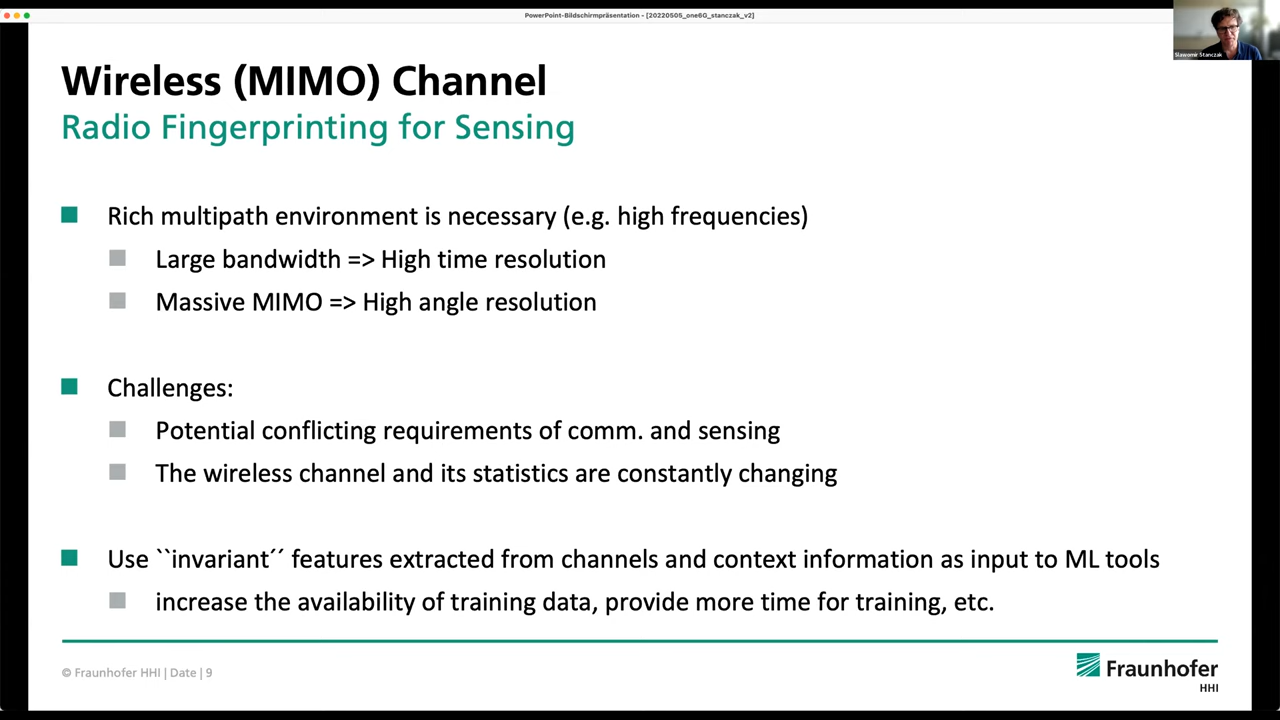 PowerPoint-Bildschirmpräsentation - [20220505_one6G_stanczak_v2]
Slawomir Stanczak
Wireless (MIMO) Channel
Radio Fingerprinting for Sensing
Rich multipath environment is necessary (e.g. high frequencies)
Large bandwidth => High time resolution
Massive MIMO => High angle resolution
Challenges:
Potential conflicting requirements of comm. and sensing
The wireless channel and its statistics are constantly changing
Use ``invariant´´ features extracted from channels and context information as input to ML tools
increase the availability of training data, provide more time for training, etc.
© Fraunhofer HHI | Date | 9
Fraunhofer
HHI